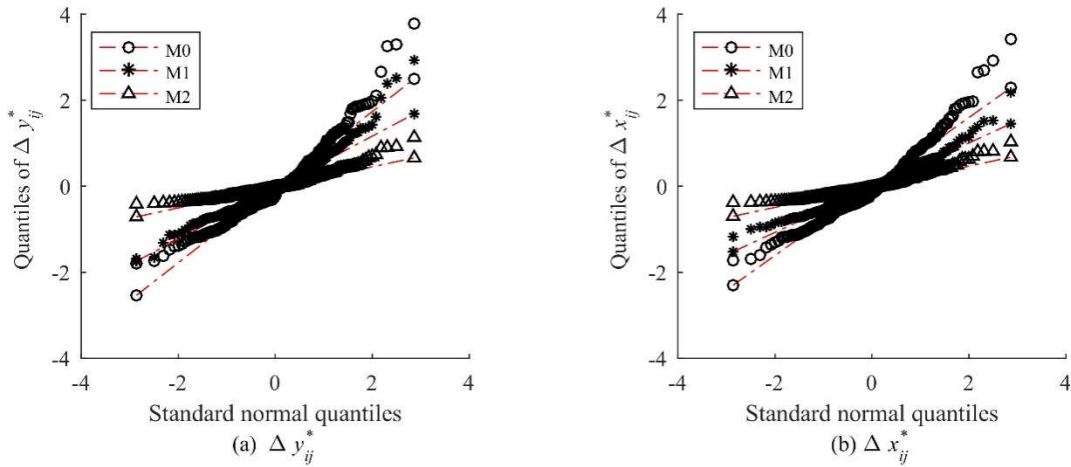 4
2
0
-2
-4
-4 -2 0 2 4
M0
M1
M2
Quantiles of Δ y*ij
Standard normal quantiles
(a) Δ y*ij
4
2
0
-2
-4
-4 -2 0 2 4
M0
M1
M2
Quantiles of Δ x*ij
Standard normal quantiles
(b) Δ x*ij